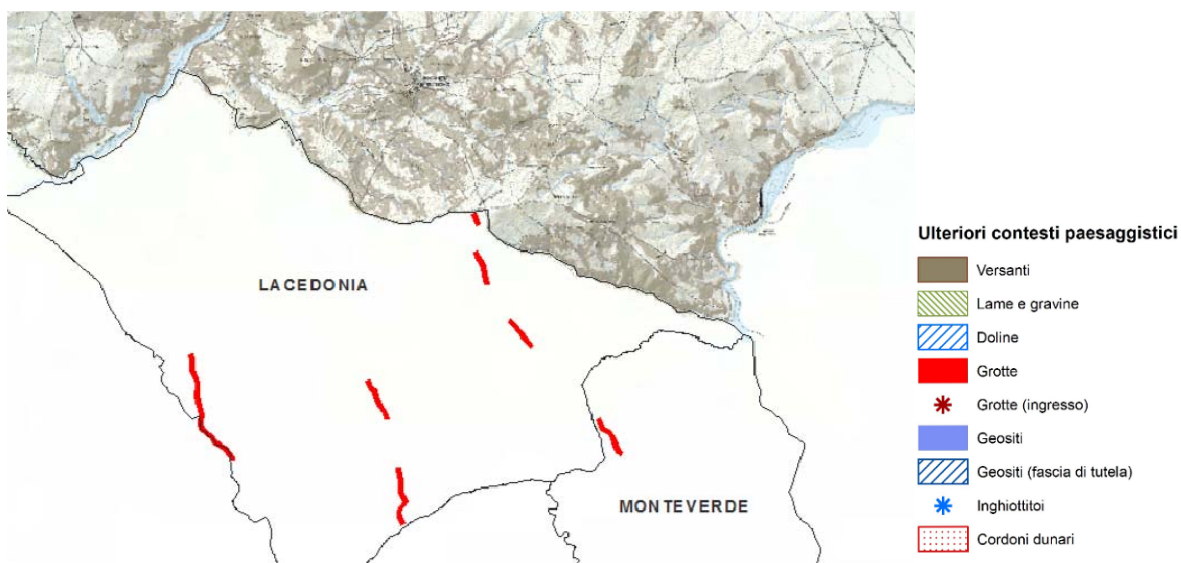 LACEDONIA
MONTEVERDE
Ulteriori contesti paesaggistici
Versanti
Lame e gravine
Doline
Grotte
Grotte (ingresso)
Geositi
Geositi (fascia di tutela)
Inghiottitoi
Cordoni dunari